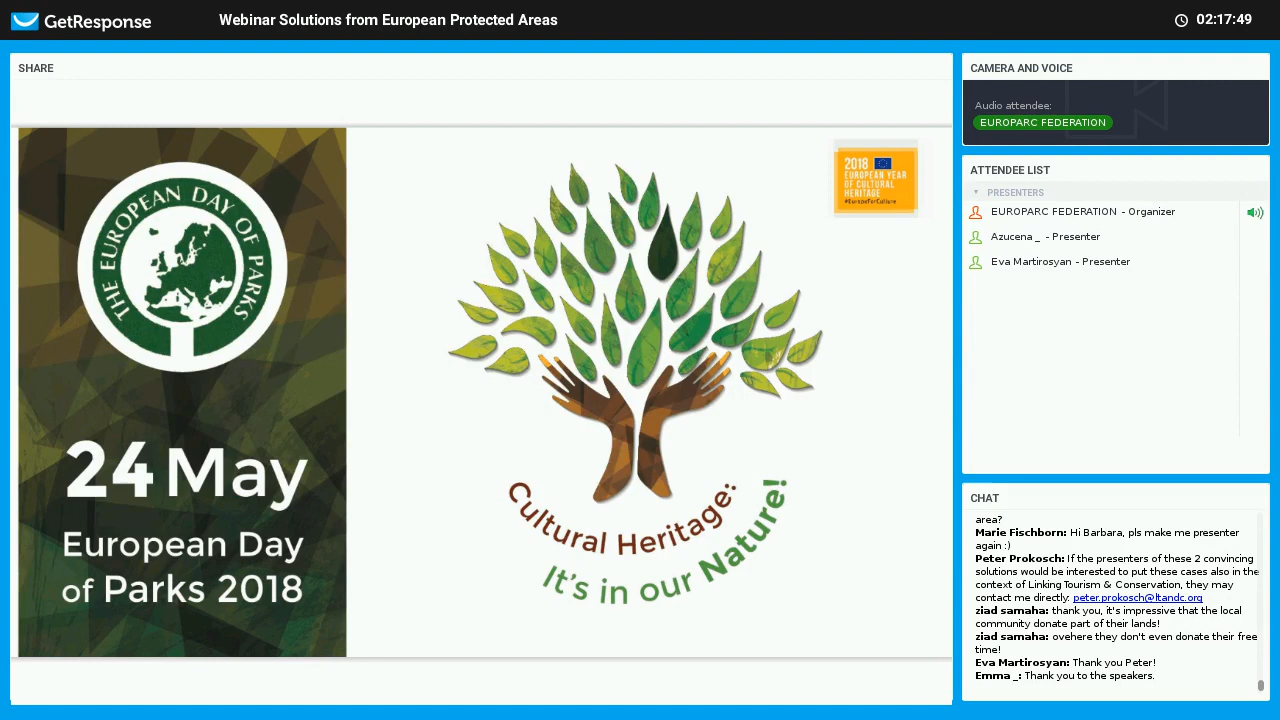 GetResponse
Webinar Solutions from European Protected Areas
02:17:49
SHARE
THE EUROPEAN DAY OF PARKS
24 May
European Day
of Parks 2018
2018
EUROPEAN YEAR
OF CULTURAL
HERITAGE
#EuropeForCulture
Cultural Heritage:
It's in our Nature!
CAMERA AND VOICE
Audio attendee:
EUROPARC FEDERATION
ATTENDEE LIST
PRESENTERS
EUROPARC FEDERATION - Organizer
Azucena _ - Presenter
Eva Martirosyan - Presenter
CHAT
area?
Marie Fischborn: Hi Barbara, pls make me presenter
again :)
Peter Prokosch: If the presenters of these 2 convincing
solutions would be interested to put these cases also in the
context of Linking Tourism & Conservation, they may
contact me directly: peter.prokosch@ltandc.org
ziad samaha: thank you, it's impressive that the local
community donate part of their lands!
ziad samaha: ovehere they don't even donate their free
time!
Eva Martirosyan: Thank you Peter!
Emma _: Thank you to the speakers.